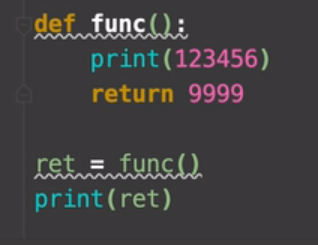 def func():
    print(123456)
    return 9999

ret = func()
print(ret)